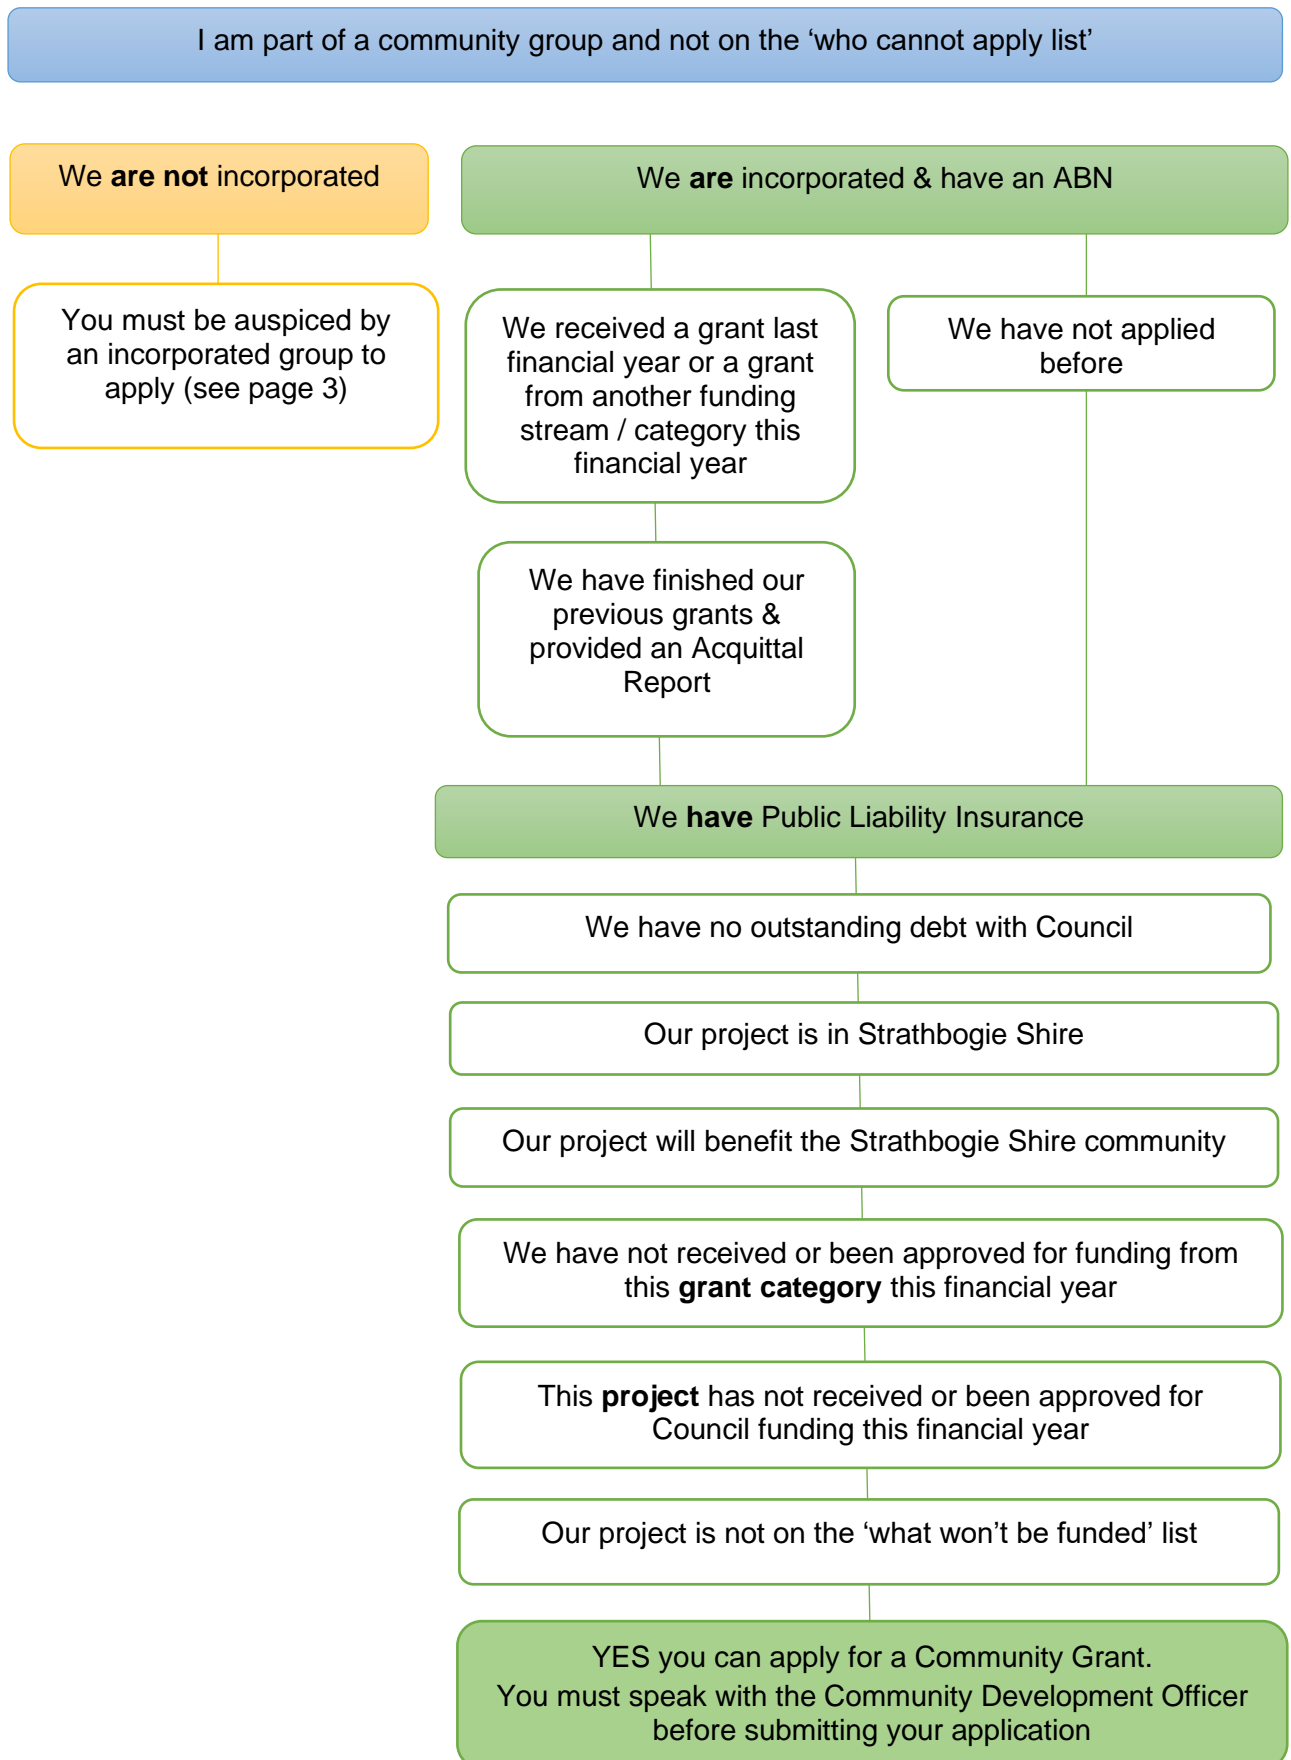 I am part of a community group and not on the ‘who cannot apply list’
We are not incorporated
We are incorporated & have an ABN
You must be auspiced by
an incorporated group to
apply (see page 3)
We received a grant last
financial year or a grant
from another funding
stream / category this
financial year
We have not applied
before
We have finished our
previous grants &
provided an Acquittal
Report
We have Public Liability Insurance
We have no outstanding debt with Council
Our project is in Strathbogie Shire
Our project will benefit the Strathbogie Shire community
We have not received or been approved for funding from
this grant category this financial year
This project has not received or been approved for
Council funding this financial year
Our project is not on the ‘what won’t be funded’ list
YES you can apply for a Community Grant.
You must speak with the Community Development Officer
before submitting your application